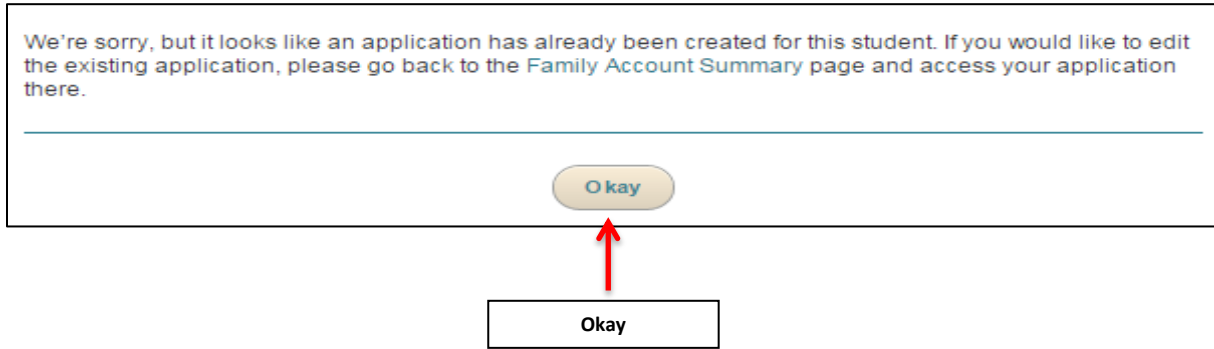 We're sorry, but it looks like an application has already been created for this student. If you would like to edit
the existing application, please go back to the Family Account Summary page and access your application
there.
Okay
Okay